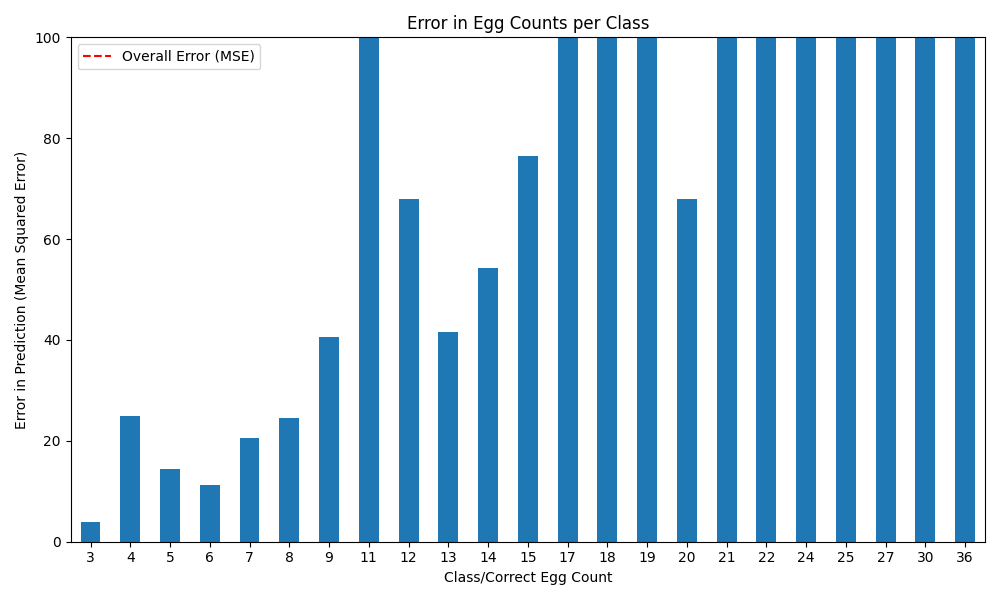 Error in Egg Counts per Class
100
80
60
40
20
0
Error in Prediction (Mean Squared Error)
Overall Error (MSE)
3 4 5 6 7 8 9 11 12 13 14 15 17 18 19 20 21 22 24 25 27 30 36
Class/Correct Egg Count